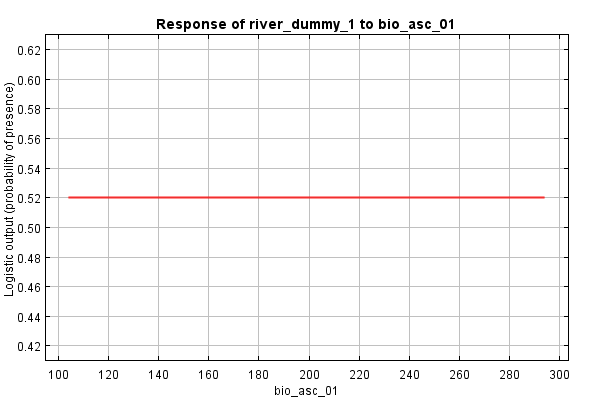 Response of river_dummy_1 to bio_asc_01
Logistic output (probability of presence)
0.62
0.60
0.58
0.56
0.54
0.52
0.50
0.48
0.46
0.44
0.42
100 120 140 160 180 200 220 240 260 280 300
bio_asc_01